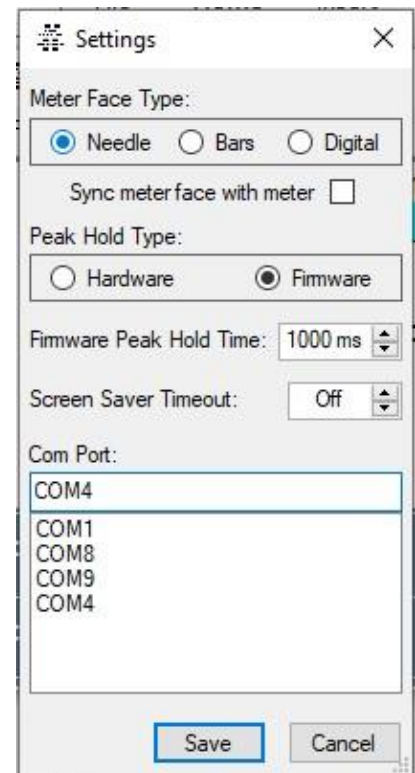 Settings
Meter Face Type:
Needle Bars Digital
Sync meter face with meter
Peak Hold Type:
Hardware Firmware
Firmware Peak Hold Time: 1000 ms
Screen Saver Timeout: Off
Com Port:
COM4
COM1
COM8
COM9
COM4
Save Cancel